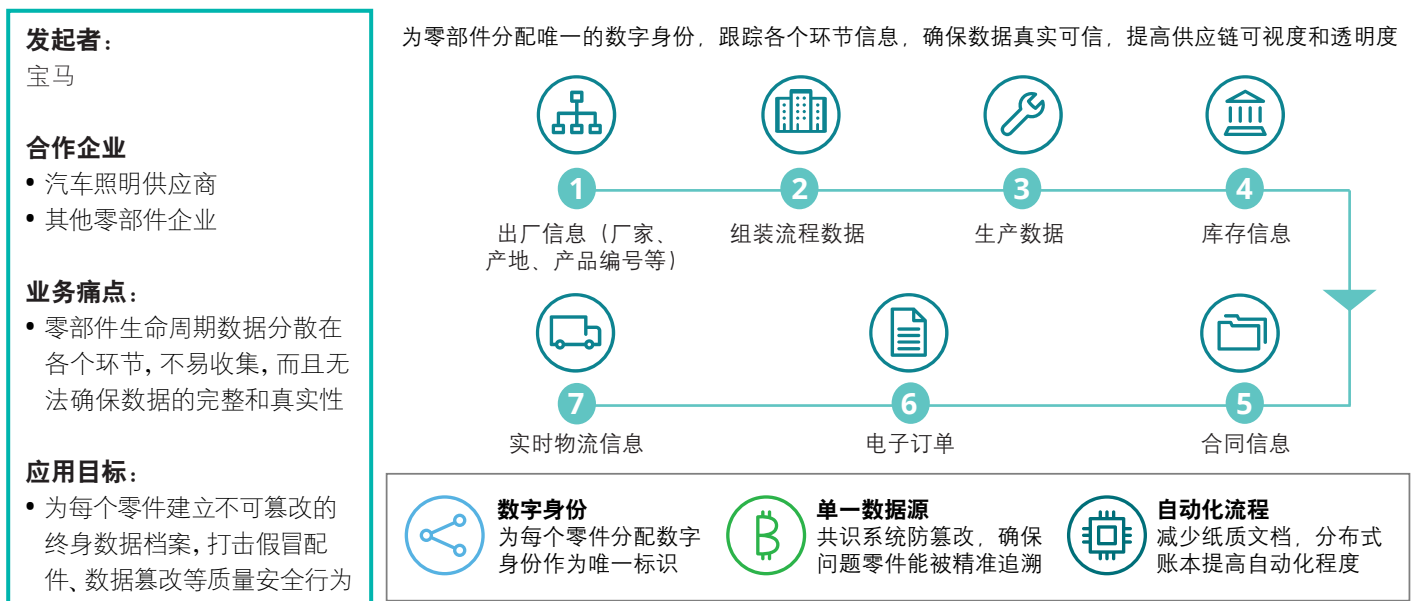 发起者：
宝马
合作企业
• 汽车照明供应商
• 其他零部件企业
业务痛点：
• 零部件生命周期数据分散在
各个环节，不易收集，而且无
法确保数据的完整和真实性
应用目标：
• 为每个零件建立不可篡改的
终身数据档案，打击假冒配
件、数据篡改等质量安全行为
为零部件分配唯一的数字身份，跟踪各个环节信息，确保数据真实可信，提高供应链可视度和透明度
1
出厂信息（厂家、
产地、产品编号等）
2
组装流程数据
3
生产数据
4
库存信息
5
合同信息
6
电子订单
7
实时物流信息
数字身份
为每个零件分配数字
身份作为唯一标识
单一数据源
共识系统防篡改，确保
问题零件能被精准追溯
自动化流程
减少纸质文档，分布式
账本提高自动化程度